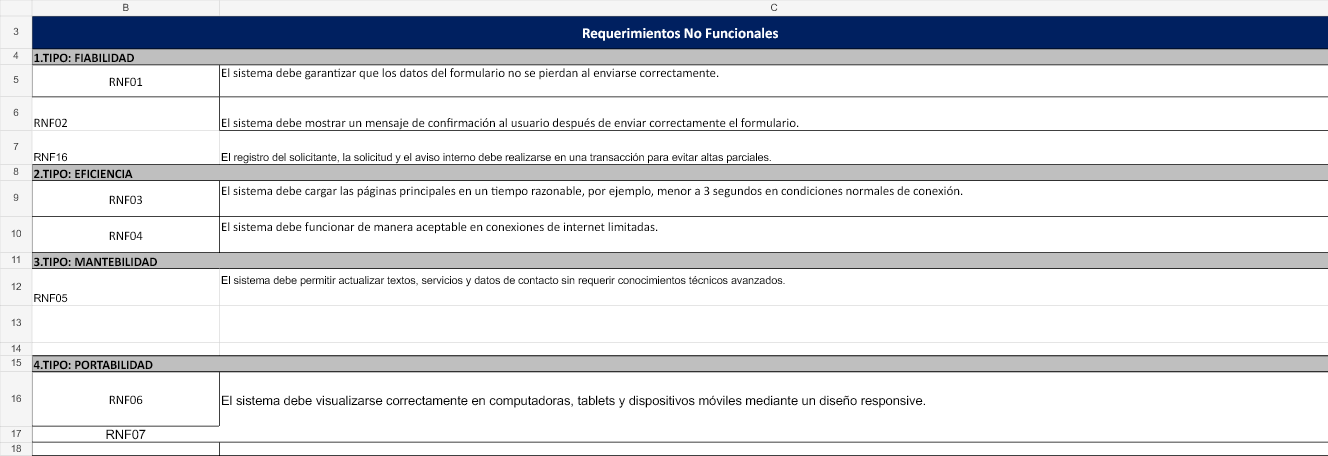 B C
3 Requerimientos No Funcionales
4 1.TIPO: FIABILIDAD
5 RNF01 El sistema debe garantizar que los datos del formulario no se pierdan al enviarse correctamente.
6 RNF02 El sistema debe mostrar un mensaje de confirmación al usuario después de enviar correctamente el formulario.
7 RNF16 El registro del solicitante, la solicitud y el aviso interno debe realizarse en una transacción para evitar altas parciales.
8 2.TIPO: EFICIENCIA
9 RNF03 El sistema debe cargar las páginas principales en un tiempo razonable, por ejemplo, menor a 3 segundos en condiciones normales de conexión.
10 RNF04 El sistema debe funcionar de manera aceptable en conexiones de internet limitadas.
11 3.TIPO: MANTEBILIDAD
12 RNF05 El sistema debe permitir actualizar textos, servicios y datos de contacto sin requerir conocimientos técnicos avanzados.
13
14
15 4.TIPO: PORTABILIDAD
16 RNF06 El sistema debe visualizarse correctamente en computadoras, tablets y dispositivos móviles mediante un diseño responsive.
17 RNF07
18